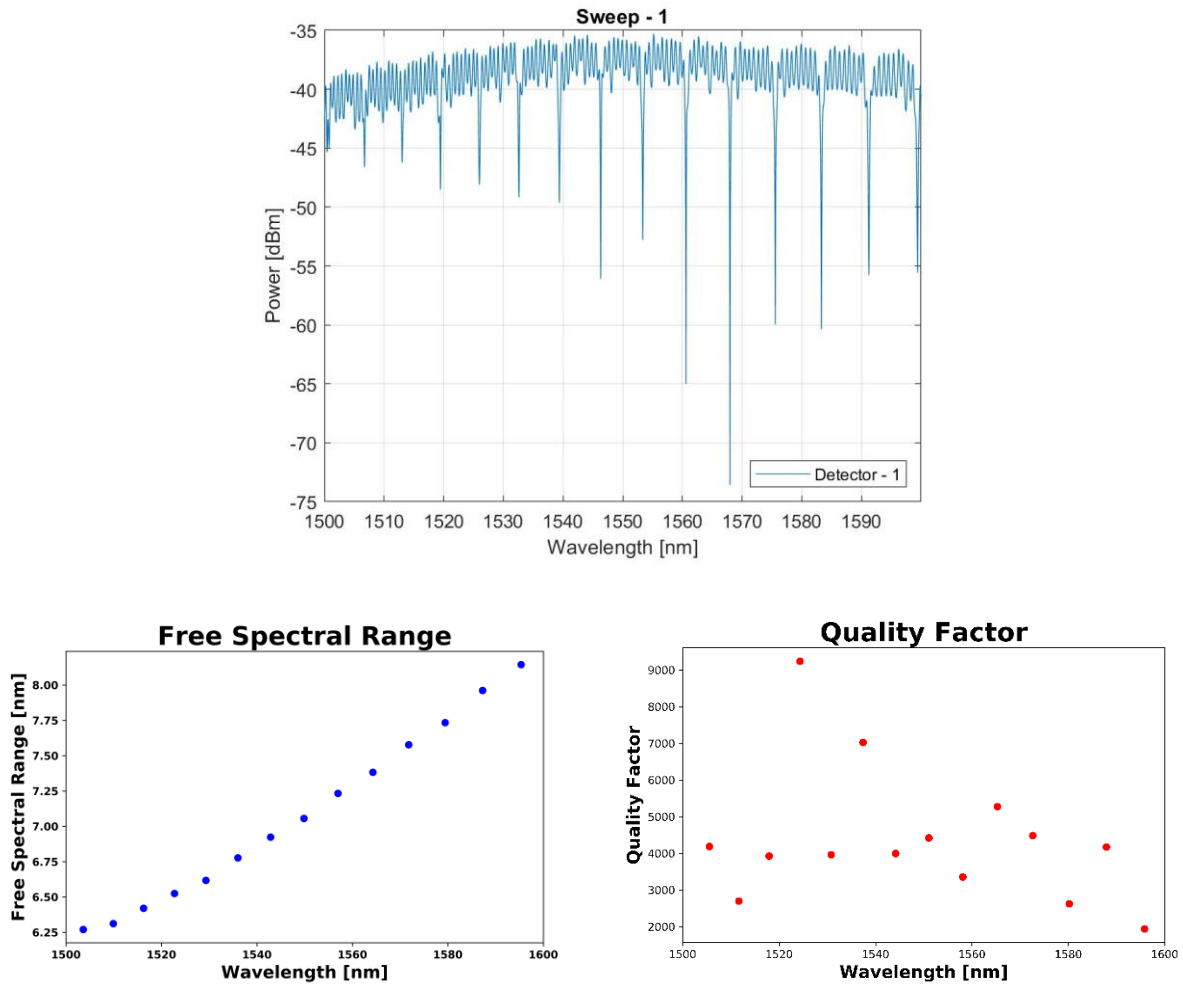 Sweep - 1
Power [dBm]
-35
-40
-45
-50
-55
-60
-65
-70
-75
Detector - 1
1500 1510 1520 1530 1540 1550 1560 1570 1580 1590
Wavelength [nm]
Free Spectral Range
Free Spectral Range [nm]
8.00
7.75
7.50
7.25
7.00
6.75
6.50
6.25
1500 1520 1540 1560 1580 1600
Wavelength [nm]
Quality Factor
Quality Factor
9000
8000
7000
6000
5000
4000
3000
2000
1500 1520 1540 1560 1580 1600
Wavelength [nm]